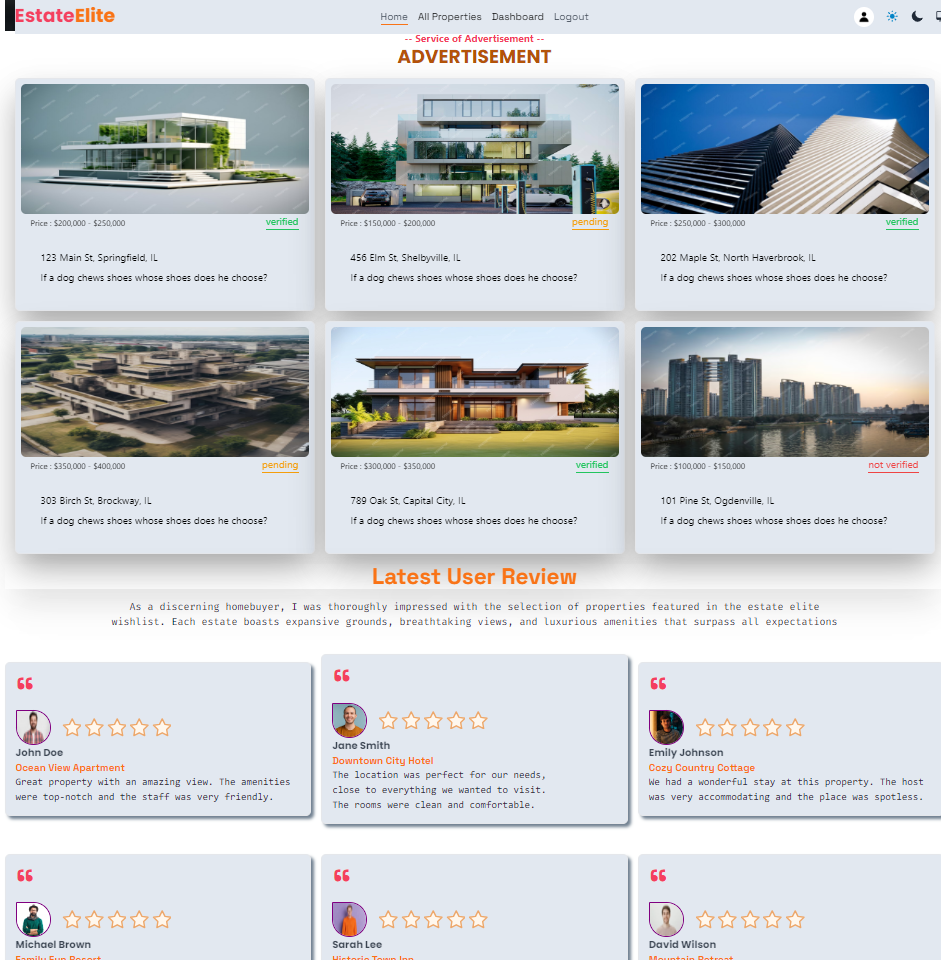 EstateElite
Home All Properties Dashboard Logout
-- Service of Advertisement --
ADVERTISEMENT
Price : $200,000 - $250,000 verified
123 Main St, Springfield, IL
If a dog chews shoes whose shoes does he choose?
Price : $150,000 - $200,000 pending
456 Elm St, Shelbyville, IL
If a dog chews shoes whose shoes does he choose?
Price : $250,000 - $300,000 verified
202 Maple St, North Haverbrook, IL
If a dog chews shoes whose shoes does he choose?
Price : $350,000 - $400,000 pending
303 Birch St, Brockway, IL
If a dog chews shoes whose shoes does he choose?
Price : $300,000 - $350,000 verified
789 Oak St, Capital City, IL
If a dog chews shoes whose shoes does he choose?
Price : $100,000 - $150,000 not verified
101 Pine St, Ogdenville, IL
If a dog chews shoes whose shoes does he choose?
Latest User Review
As a discerning homebuyer, I was thoroughly impressed with the selection of properties featured in the estate elite
wishlist. Each estate boasts expansive grounds, breathtaking views, and luxurious amenities that surpass all expectations
John Doe
Ocean View Apartment
Great property with an amazing view. The amenities
were top-notch and the staff was very friendly.
Jane Smith
Downtown City Hotel
The location was perfect for our needs,
close to everything we wanted to visit.
The rooms were clean and comfortable.
Emily Johnson
Cozy Country Cottage
We had a wonderful stay at this property. The host
was very accommodating and the place was spotless.
Michael Brown
Family Fun Resort
Sarah Lee
Historic Town Inn
David Wilson
Mountain Retreat